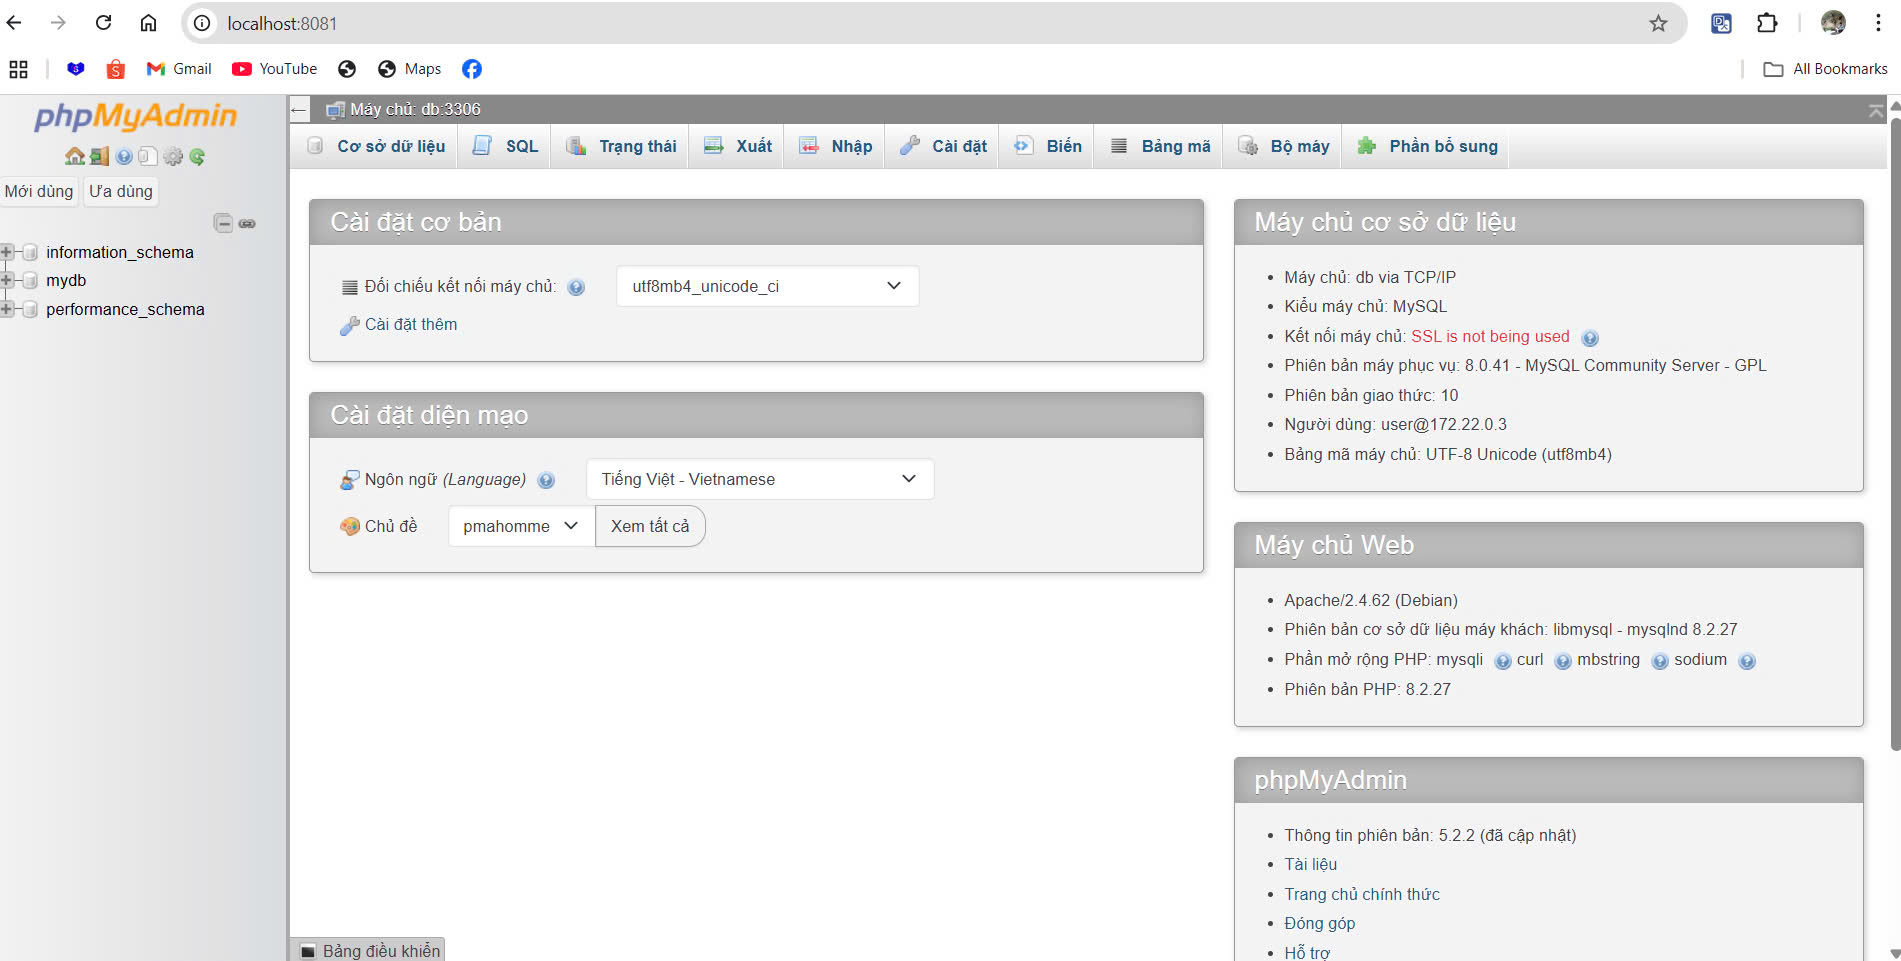 localhost:8081
Gmail
YouTube
Maps
All Bookmarks
phpMyAdmin
Mới dùng
Ưa dùng
information_schema
mydb
performance_schema
Máy chủ: db:3306
Cơ sở dữ liệu
SQL
Trạng thái
Xuất
Nhập
Cài đặt
Biến
Bảng mã
Bộ máy
Phần bổ sung
Cài đặt cơ bản
Đối chiếu kết nối máy chủ:
utf8mb4_unicode_ci
Cài đặt thêm
Cài đặt diện mạo
Ngôn ngữ (Language)
Tiếng Việt - Vietnamese
Chủ đề
pmahomme
Xem tất cả
Máy chủ cơ sở dữ liệu
Máy chủ: db via TCP/IP
Kiểu máy chủ: MySQL
Kết nối máy chủ: SSL is not being used
Phiên bản máy phục vụ: 8.0.41 - MySQL Community Server - GPL
Phiên bản giao thức: 10
Người dùng: user@172.22.0.3
Bảng mã máy chủ: UTF-8 Unicode (utf8mb4)
Máy chủ Web
Apache/2.4.62 (Debian)
Phiên bản cơ sở dữ liệu máy khách: libmysql - mysqlnd 8.2.27
Phần mở rộng PHP: mysqli curl mbstring sodium
Phiên bản PHP: 8.2.27
phpMyAdmin
Thông tin phiên bản: 5.2.2 (đã cập nhật)
Tài liệu
Trang chủ chính thức
Đóng góp
Hỗ trợ
Bảng điều khiển